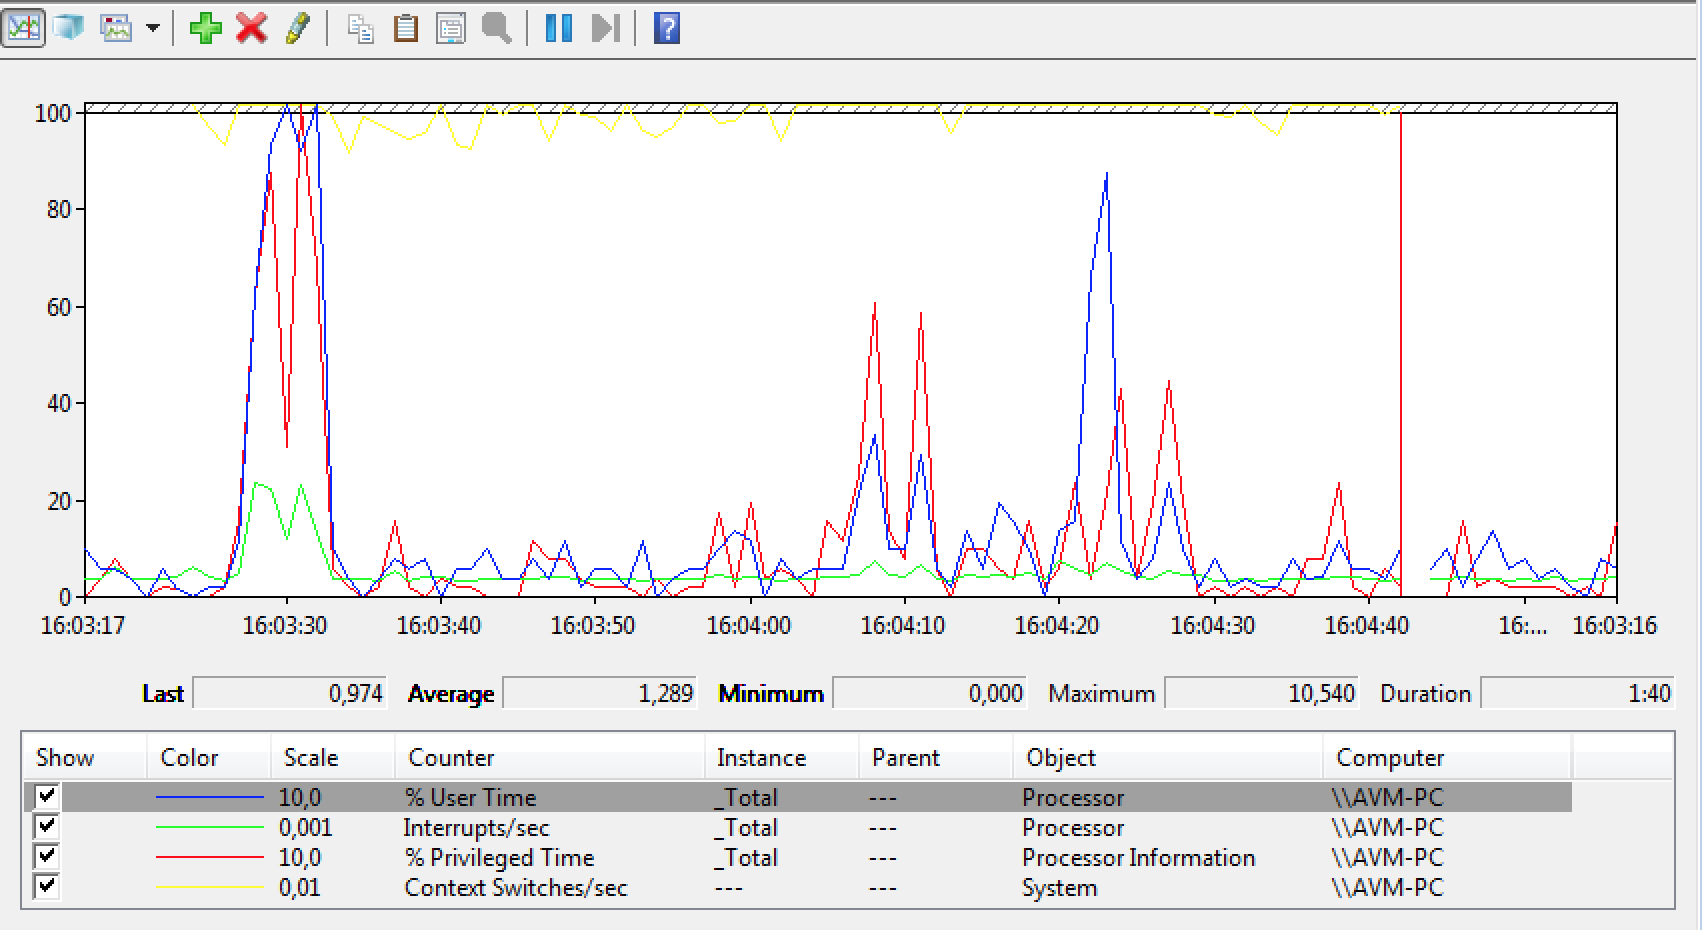 ?
100
80
60
40
20
0
16:03:17 16:03:30 16:03:40 16:03:50 16:04:00 16:04:10 16:04:20 16:04:30 16:04:40 16:... 16:03:16
Last 0,974 Average 1,289 Minimum 0,000 Maximum 10,540 Duration 1:40
Show Color Scale Counter Instance Parent Object Computer
10,0 % User Time _Total --- Processor \\AVM-PC
0,001 Interrupts/sec _Total --- Processor \\AVM-PC
10,0 % Privileged Time _Total --- Processor Information \\AVM-PC
0,01 Context Switches/sec --- --- System \\AVM-PC